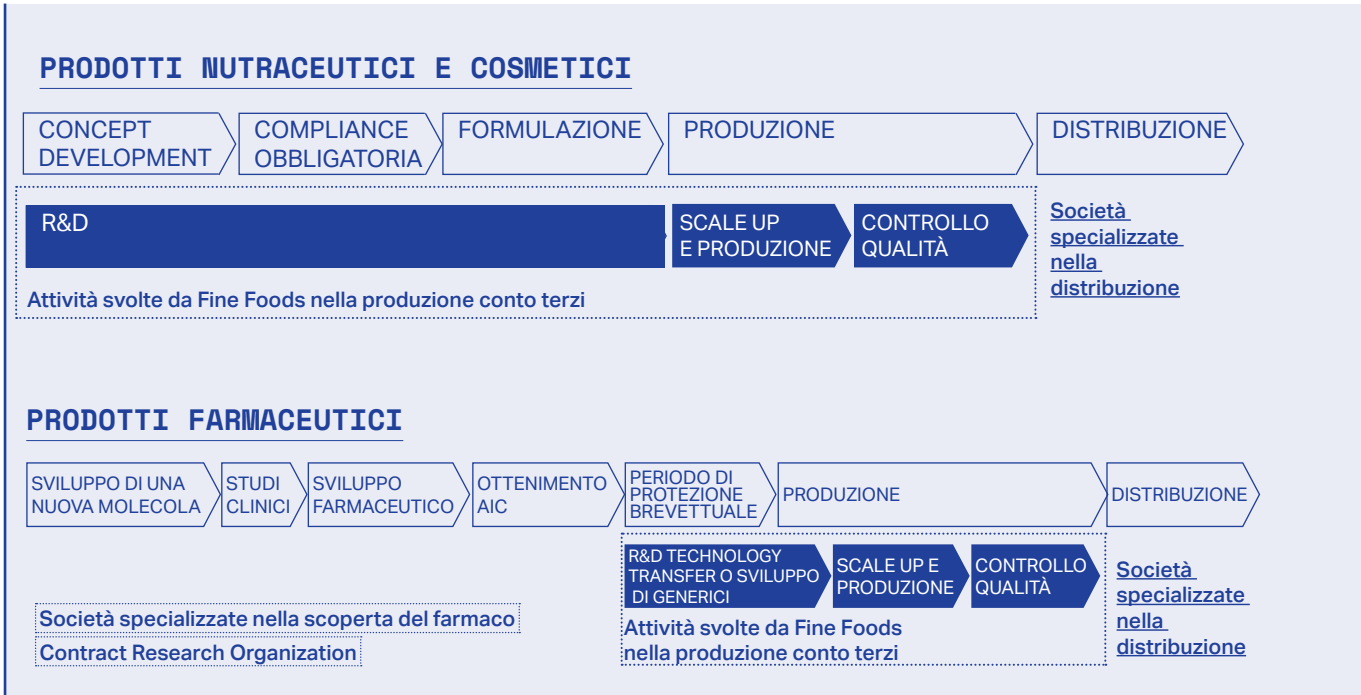 PRODOTTI NUTRACEUTICI E COSMETICI
CONCEPT
DEVELOPMENT
COMPLIANCE
OBBLIGATORIA
FORMULAZIONE
PRODUZIONE
DISTRIBUZIONE
R&D
SCALE UP
E PRODUZIONE
CONTROLLO
QUALITÀ
Attività svolte da Fine Foods nella produzione conto terzi
Società
specializzate
nella
distribuzione
PRODOTTI FARMACEUTICI
SVILUPPO DI UNA
NUOVA MOLECOLA
STUDI
CLINICI
SVILUPPO
FARMACEUTICO
OTTENIMENTO
AIC
PERIODO DI
PROTEZIONE
BREVETTUALE
PRODUZIONE
DISTRIBUZIONE
R&D TECHNOLOGY
TRANSFER O SVILUPPO
DI GENERICI
SCALE UP E
PRODUZIONE
CONTROLLO
QUALITÀ
Società specializzate nella scoperta del farmaco
Contract Research Organization
Attività svolte da Fine Foods
nella produzione conto terzi
Società
specializzate
nella
distribuzione